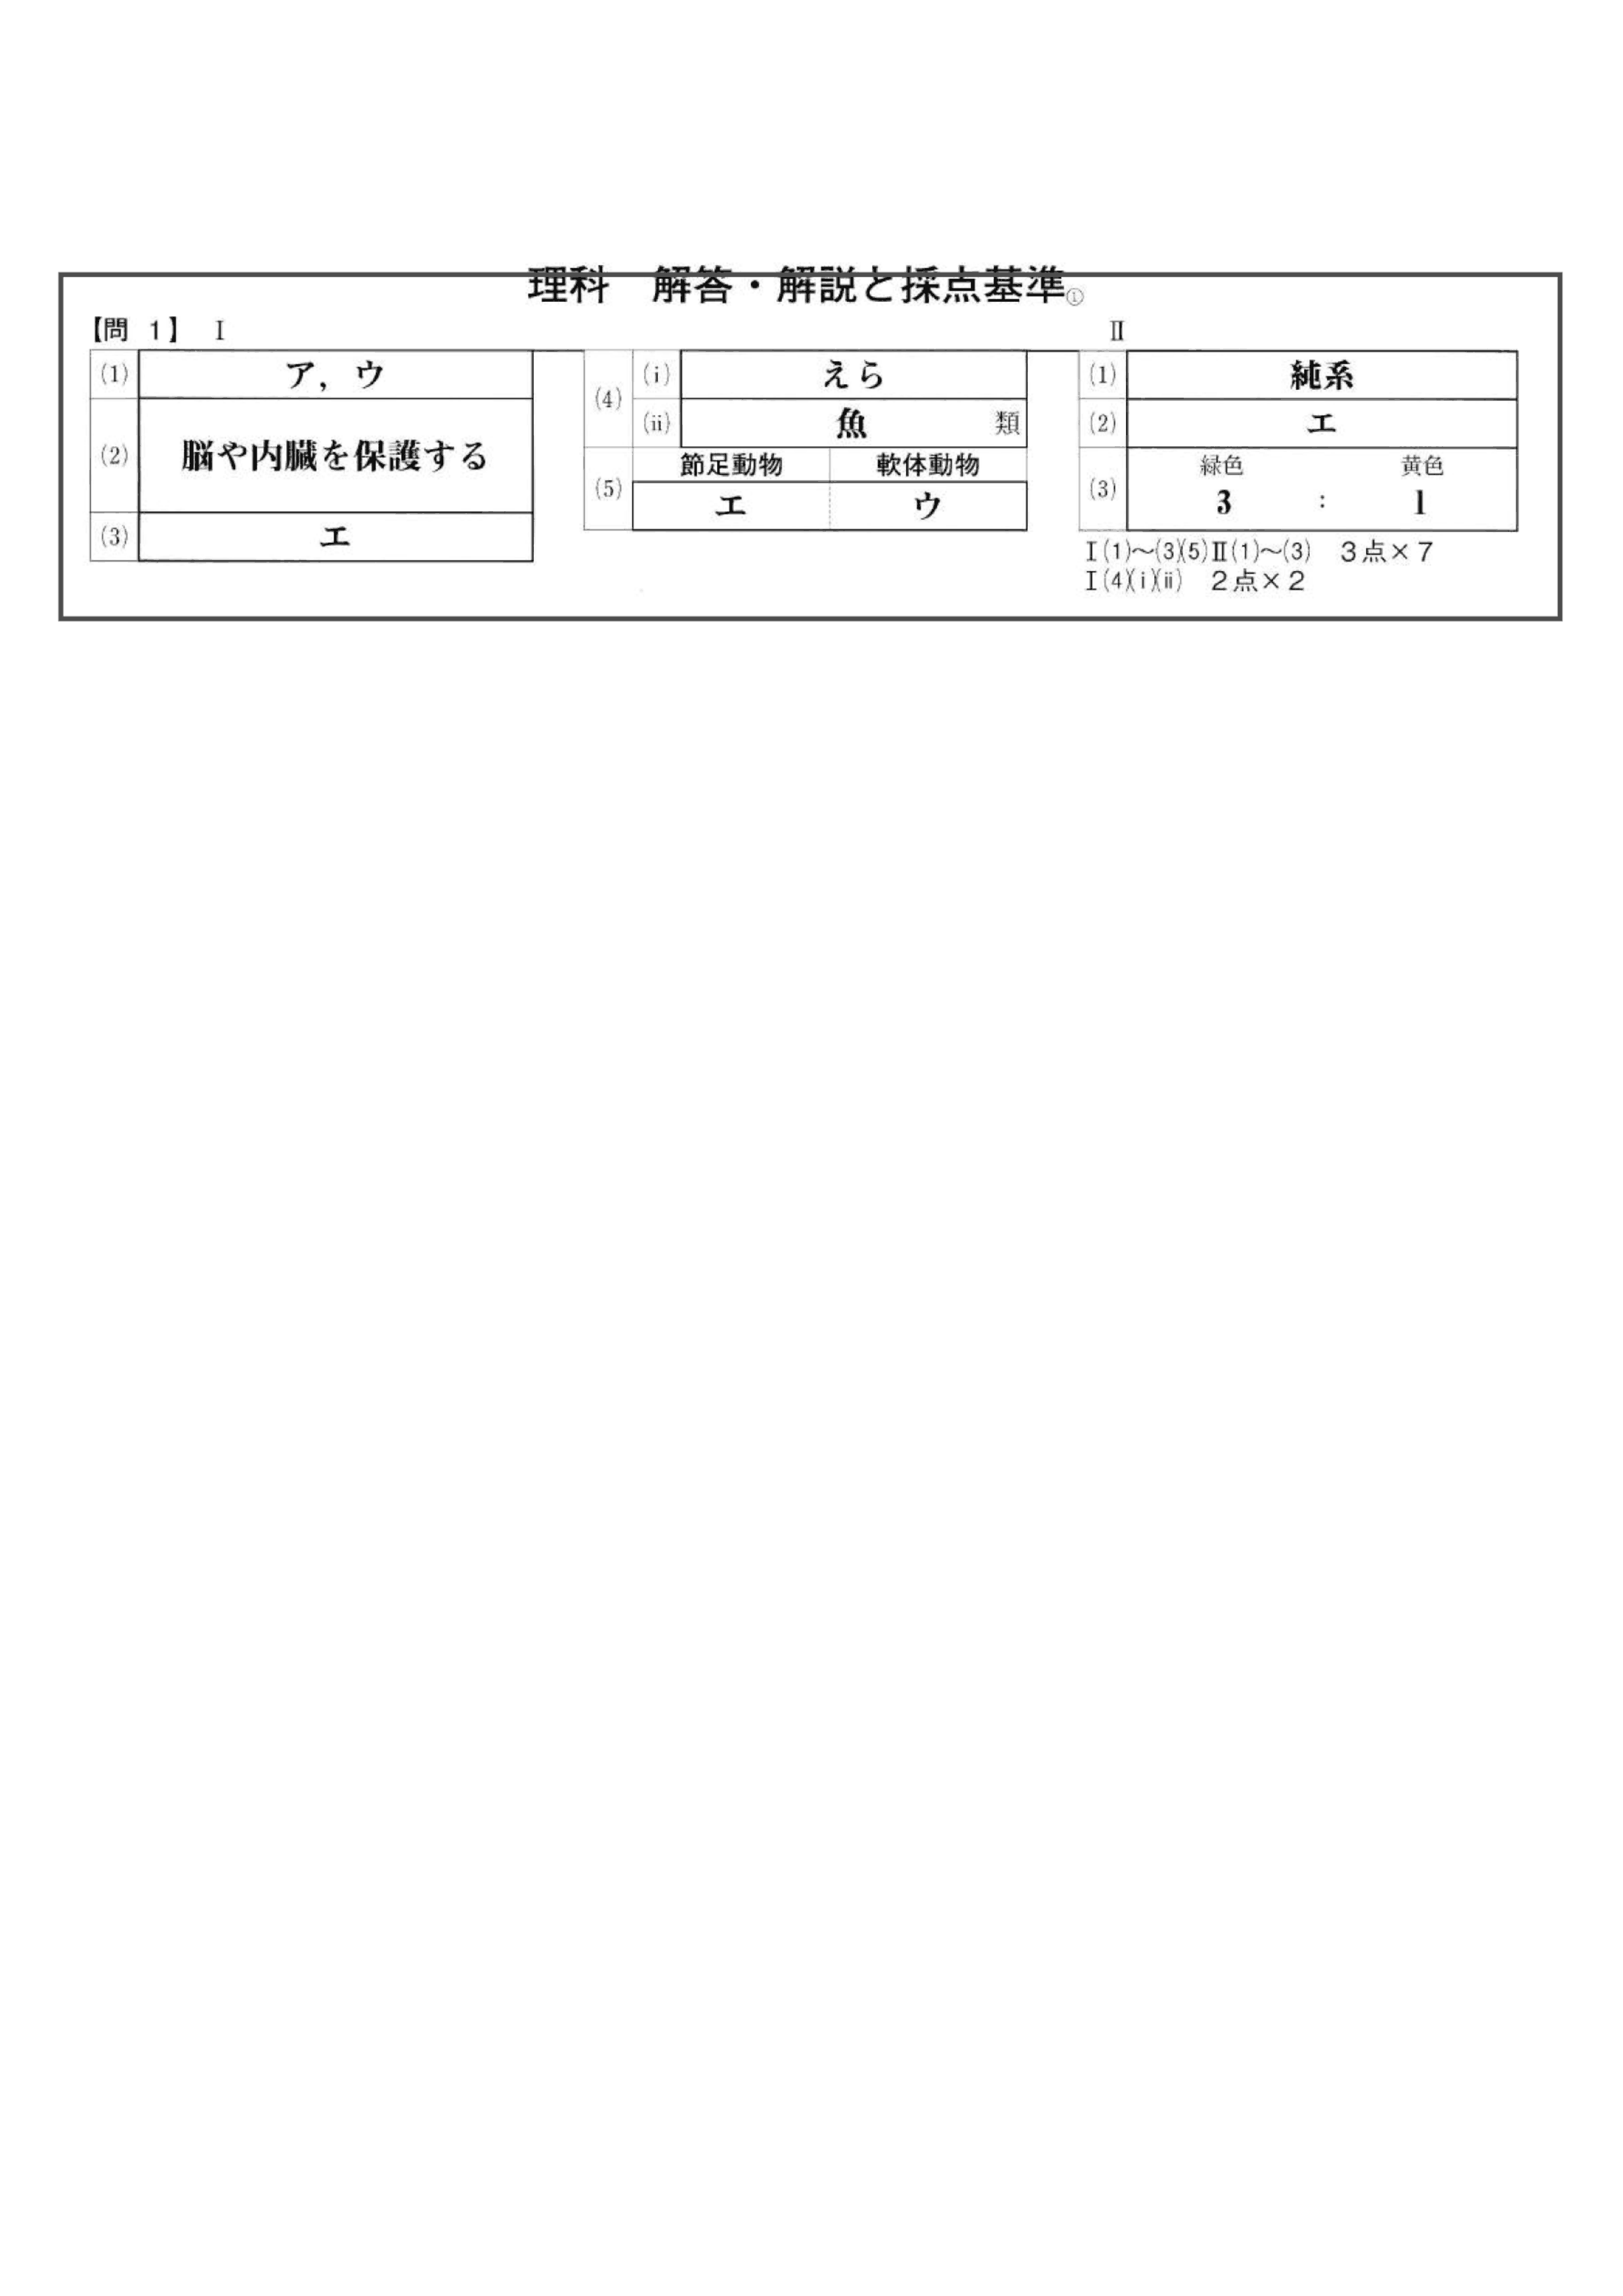 理科　解答・解説と採点基準①
【問 1】 Ⅰ
(1) ア，ウ
(2) 脳や内臓を保護する
(3) エ
(4) (ⅰ) えら
(ⅱ) 魚 類
(5) 節足動物 軟体動物
エ ウ
Ⅱ
(1) 純系
(2) エ
(3) 緑色 黄色
3 : 1
Ⅰ(1)～(3)(5)Ⅱ(1)～(3)　3点×7
Ⅰ(4)(ⅰ)(ⅱ)　2点×2